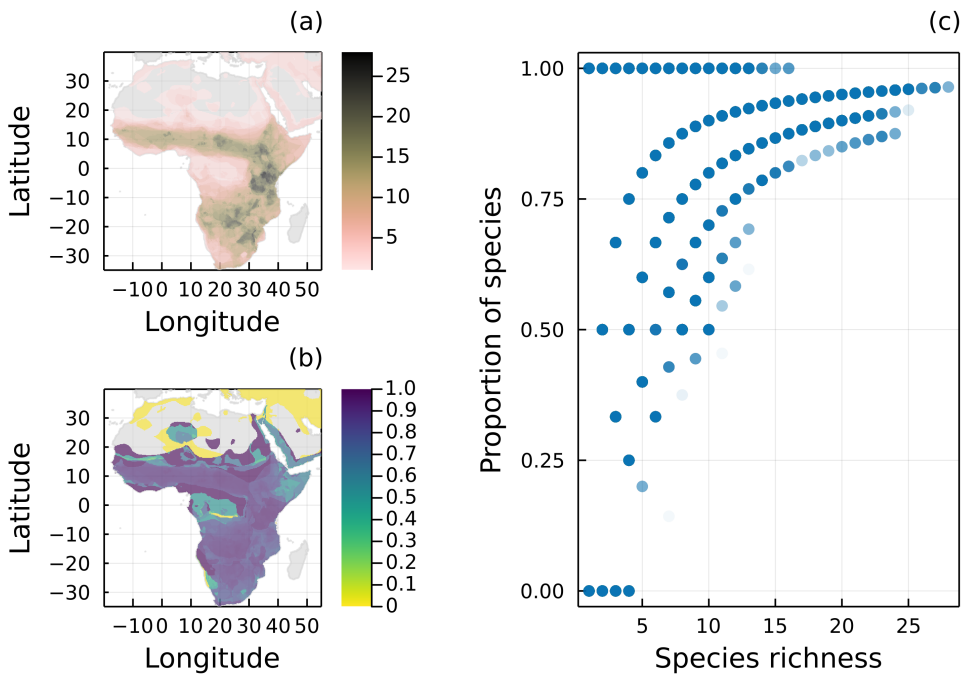 (a)
30
20
10
0
−10
−20
−30
Latitude
−10 0 10 20 30 40 50
Longitude
25
20
15
10
5
(b)
30
20
10
0
−10
−20
−30
Latitude
−10 0 10 20 30 40 50
Longitude
1.0
0.9
0.8
0.7
0.6
0.5
0.4
0.3
0.2
0.1
0
(c)
1.00
0.75
0.50
0.25
0.00
Proportion of species
5 10 15 20 25
Species richness